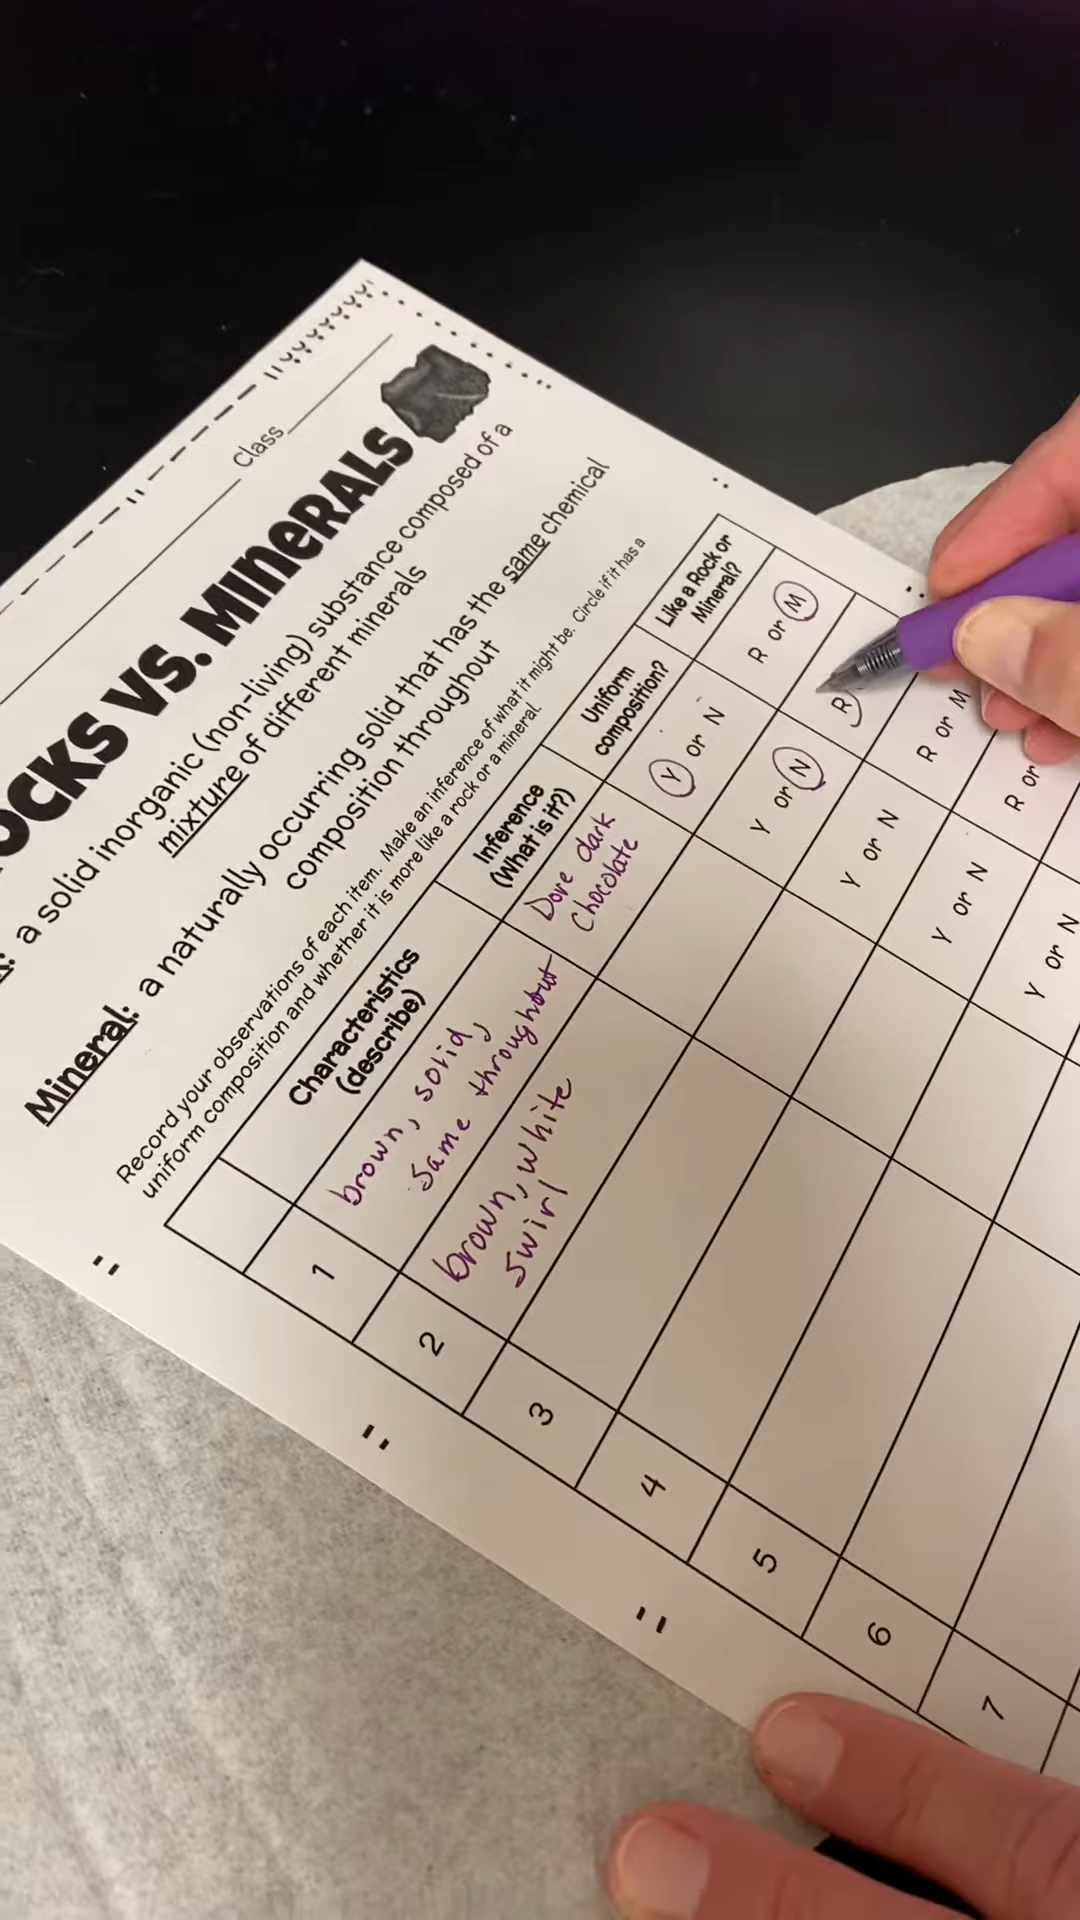 Class
OCKS VS. MINERALS
a solid inorganic (non-living) substance composed of a
mixture of different minerals
Mineral: a naturally occurring solid that has the same chemical
composition throughout
Record your observations of each item. Make an inference of what it might be. Circle if it has a
uniform composition and whether it is more like a rock or a mineral.
Characteristics
(describe)
Inference
(What is it?)
Uniform
composition?
Like a Rock or
Mineral?
1
brown, solid,
same throughout
Dove dark
chocolate
Y or N
R or M
2
brown, white
swirl
Y or N
R
3
Y or N
R or M
4
Y or N
R or
5
Y or N
6
7